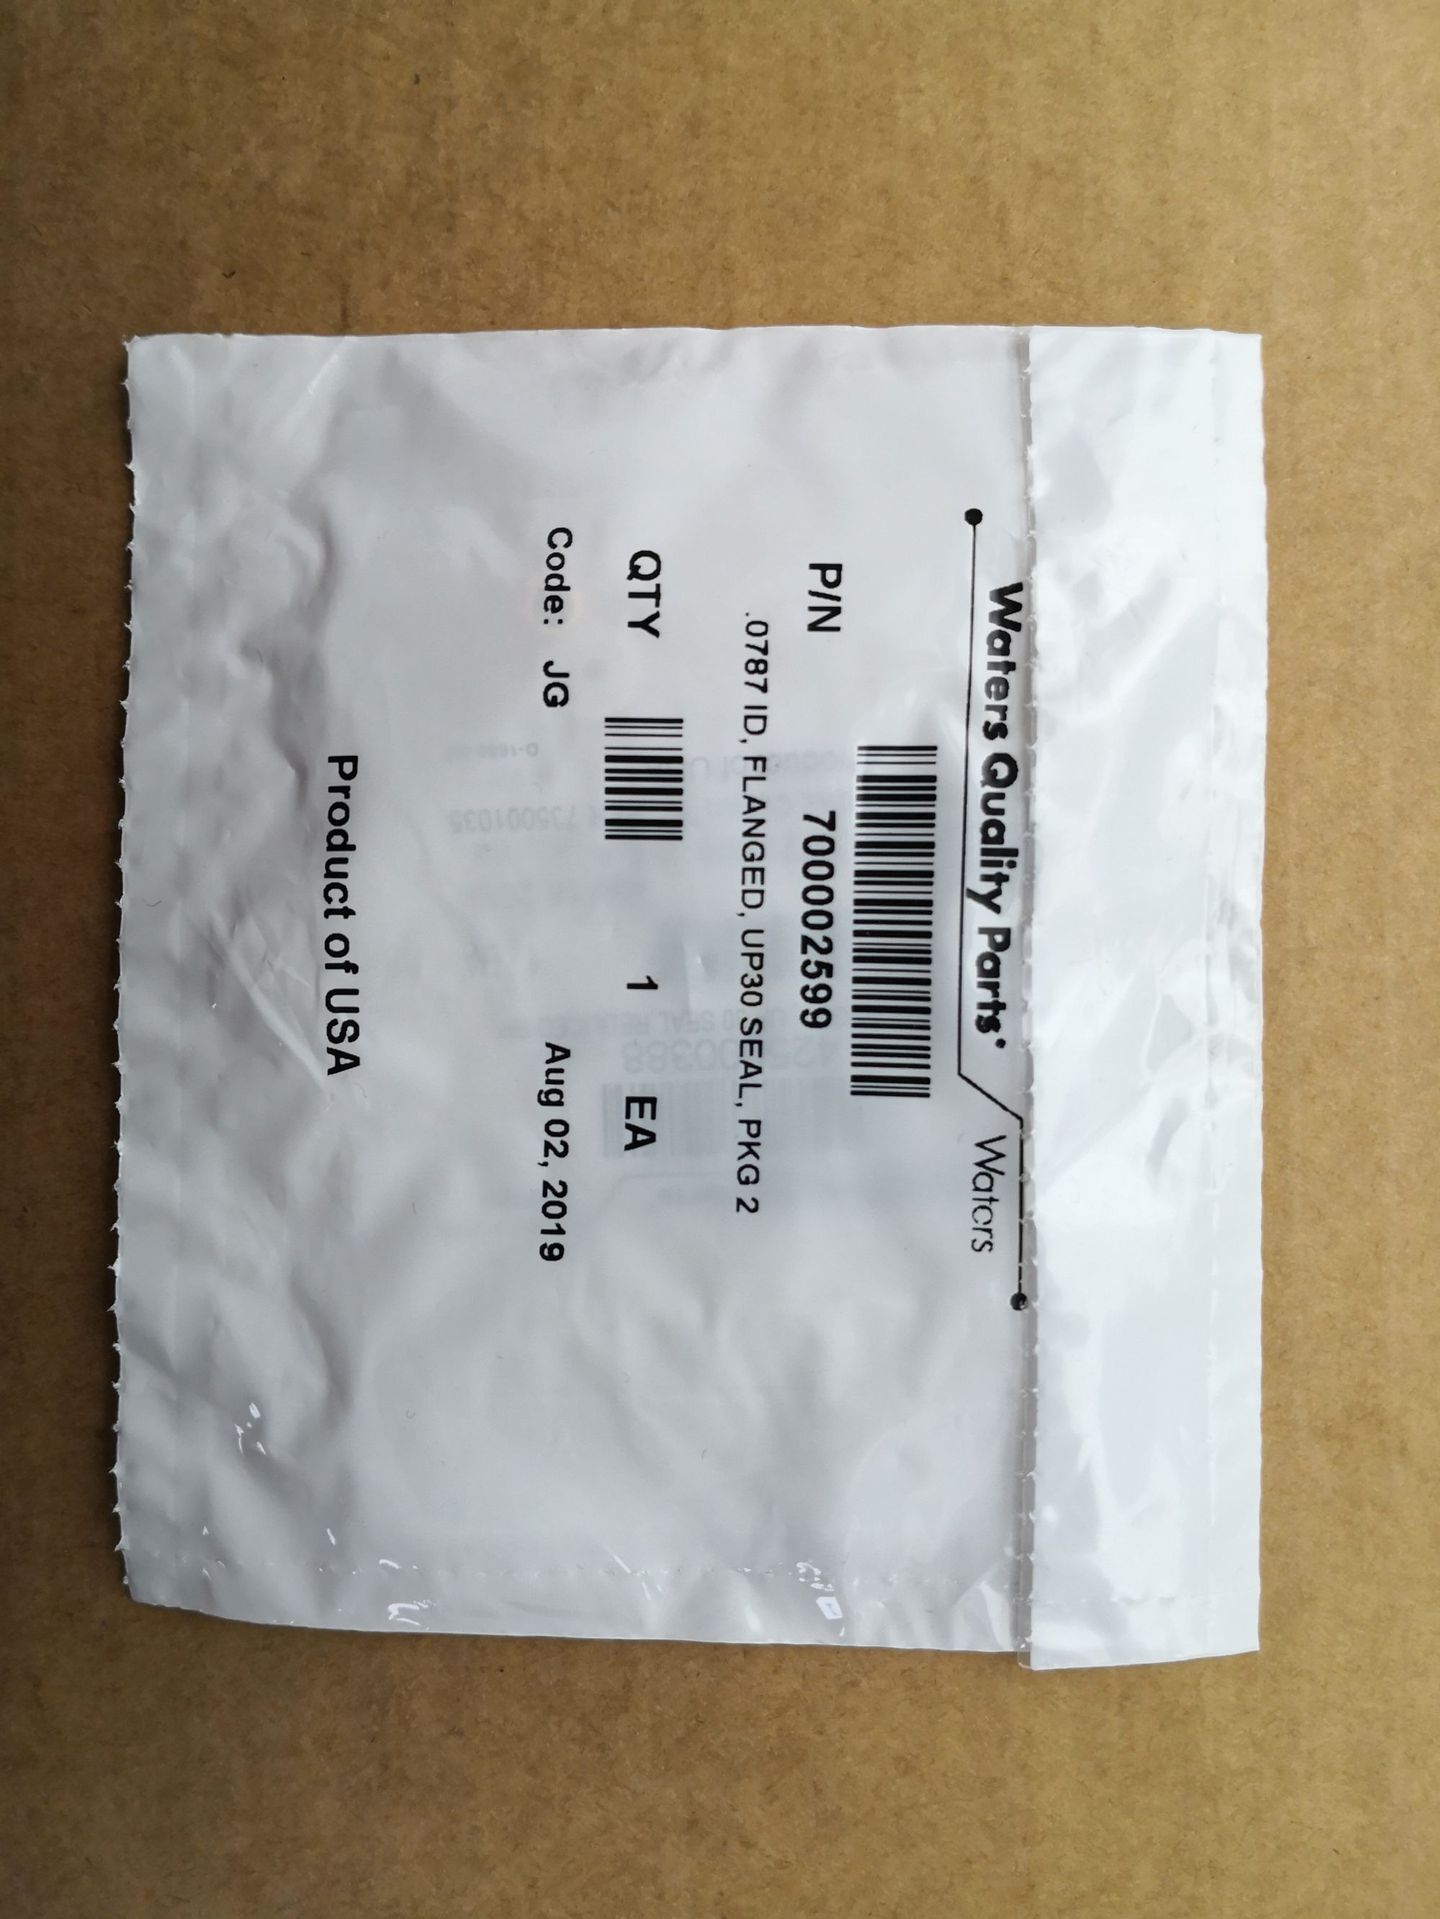 Waters Quality Parts
Waters
P/N 700002599
.0787 ID, FLANGED, UP30 SEAL, PKG 2
QTY 1 EA
Code: JG Aug 02, 2019
Product of USA
735001035